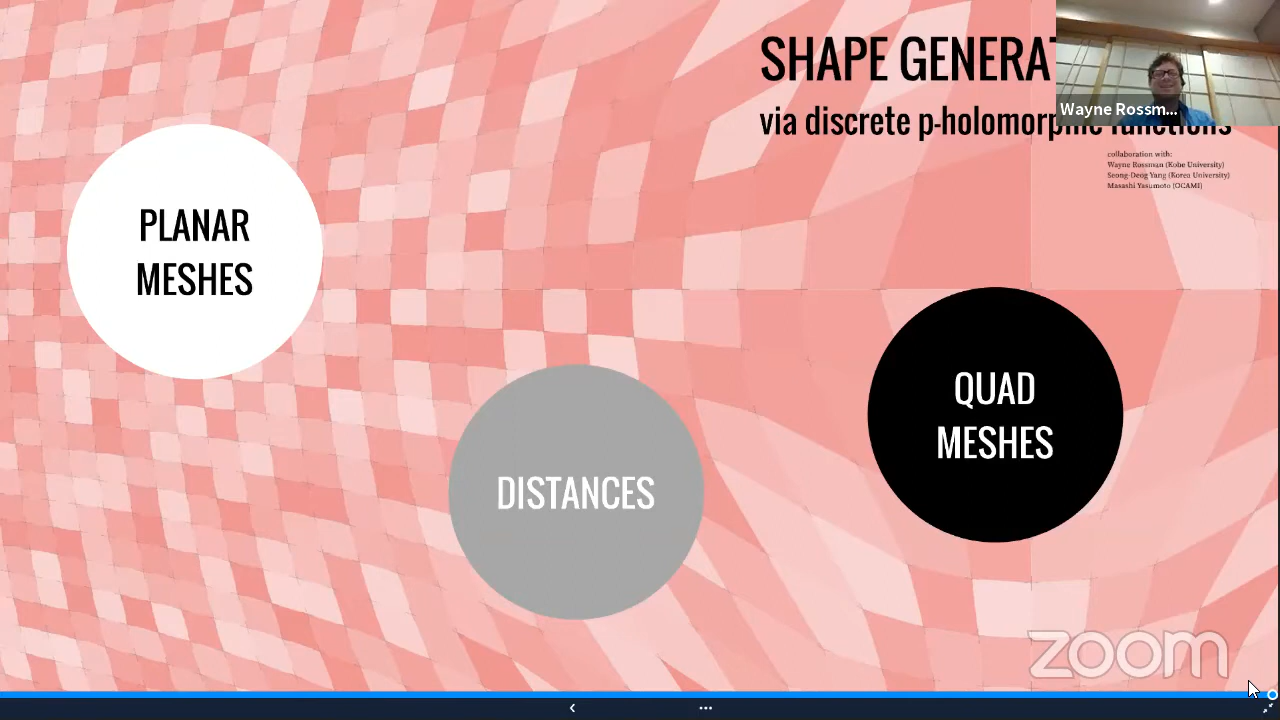 SHAPE GENERAT
via discrete p-holomorphic functions
Wayne Rossm...
collaboration with:
Wayne Rossman (Kobe University)
Seong-Deog Yang (Korea University)
Masashi Yasumoto (OCAMI)
PLANAR
MESHES
QUAD
MESHES
DISTANCES
zoom